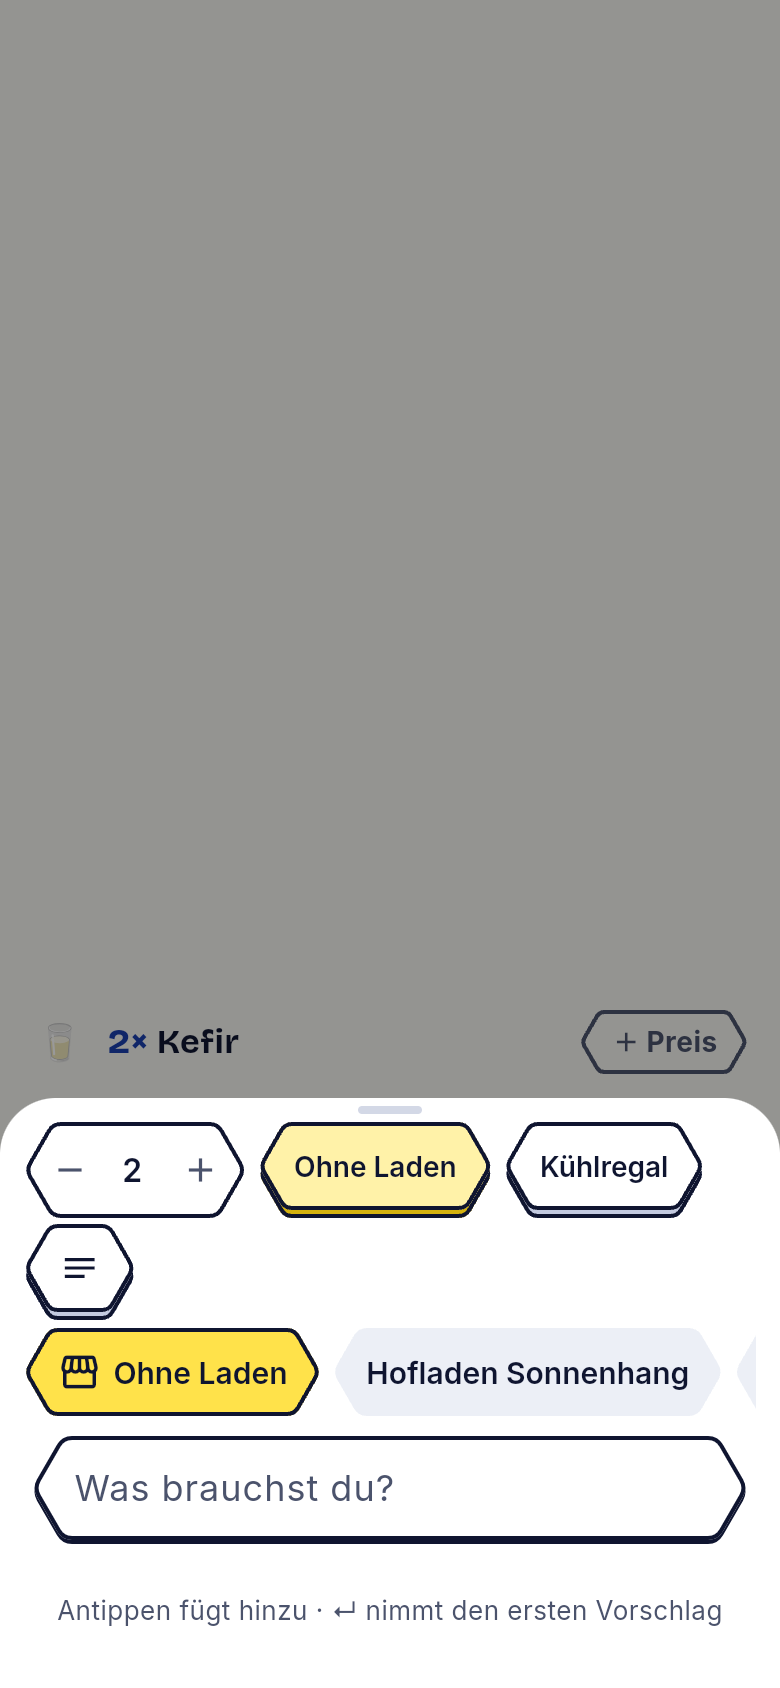 2× Kefir
+ Preis
− 2 +
Ohne Laden
Kühlregal
Ohne Laden
Hofladen Sonnenhang
Was brauchst du?
Antippen fügt hinzu · ↵ nimmt den ersten Vorschlag